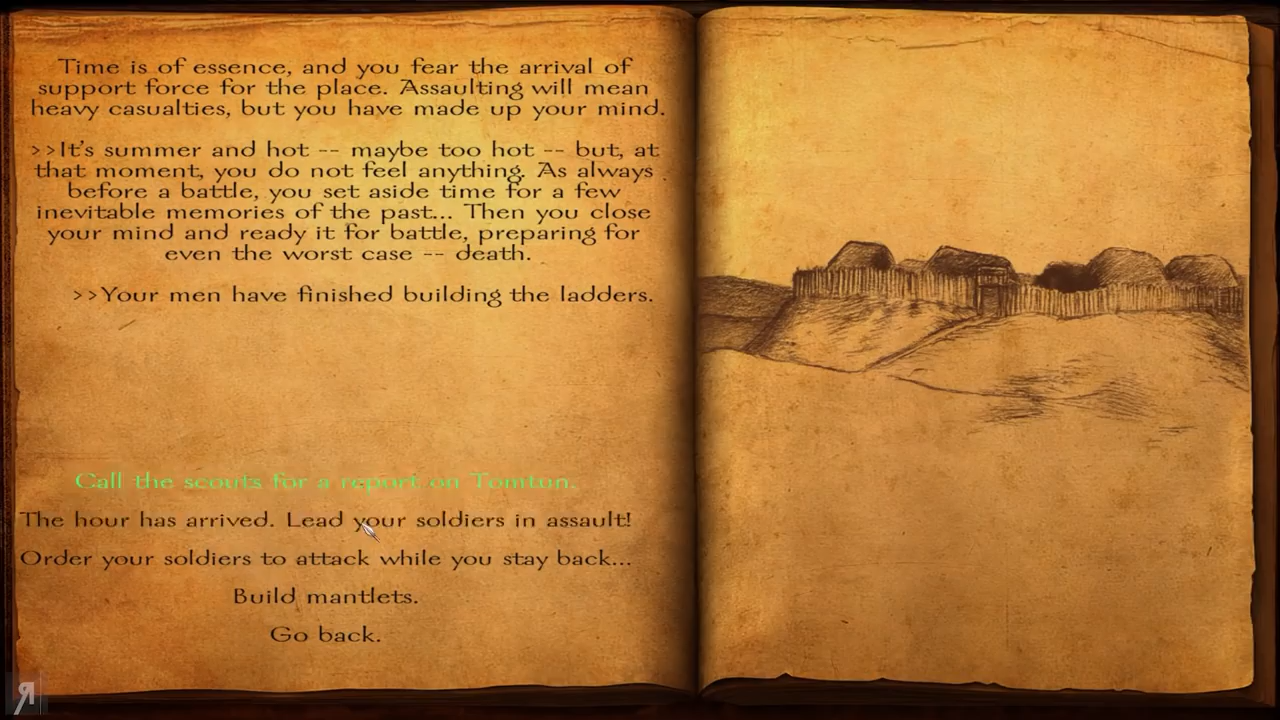 Time is of essence, and you fear the arrival of
support force for the place. Assaulting will mean
heavy casualties, but you have made up your mind.
>>It's summer and hot -- maybe too hot -- but, at
that moment, you do not feel anything. As always
before a battle, you set aside time for a few
inevitable memories of the past... Then you close
your mind and ready it for battle, preparing for
even the worst case -- death.
>>Your men have finished building the ladders.
Call the scouts for a report on Tomtun.
The hour has arrived. Lead your soldiers in assault!
Order your soldiers to attack while you stay back...
Build mantlets.
Go back.